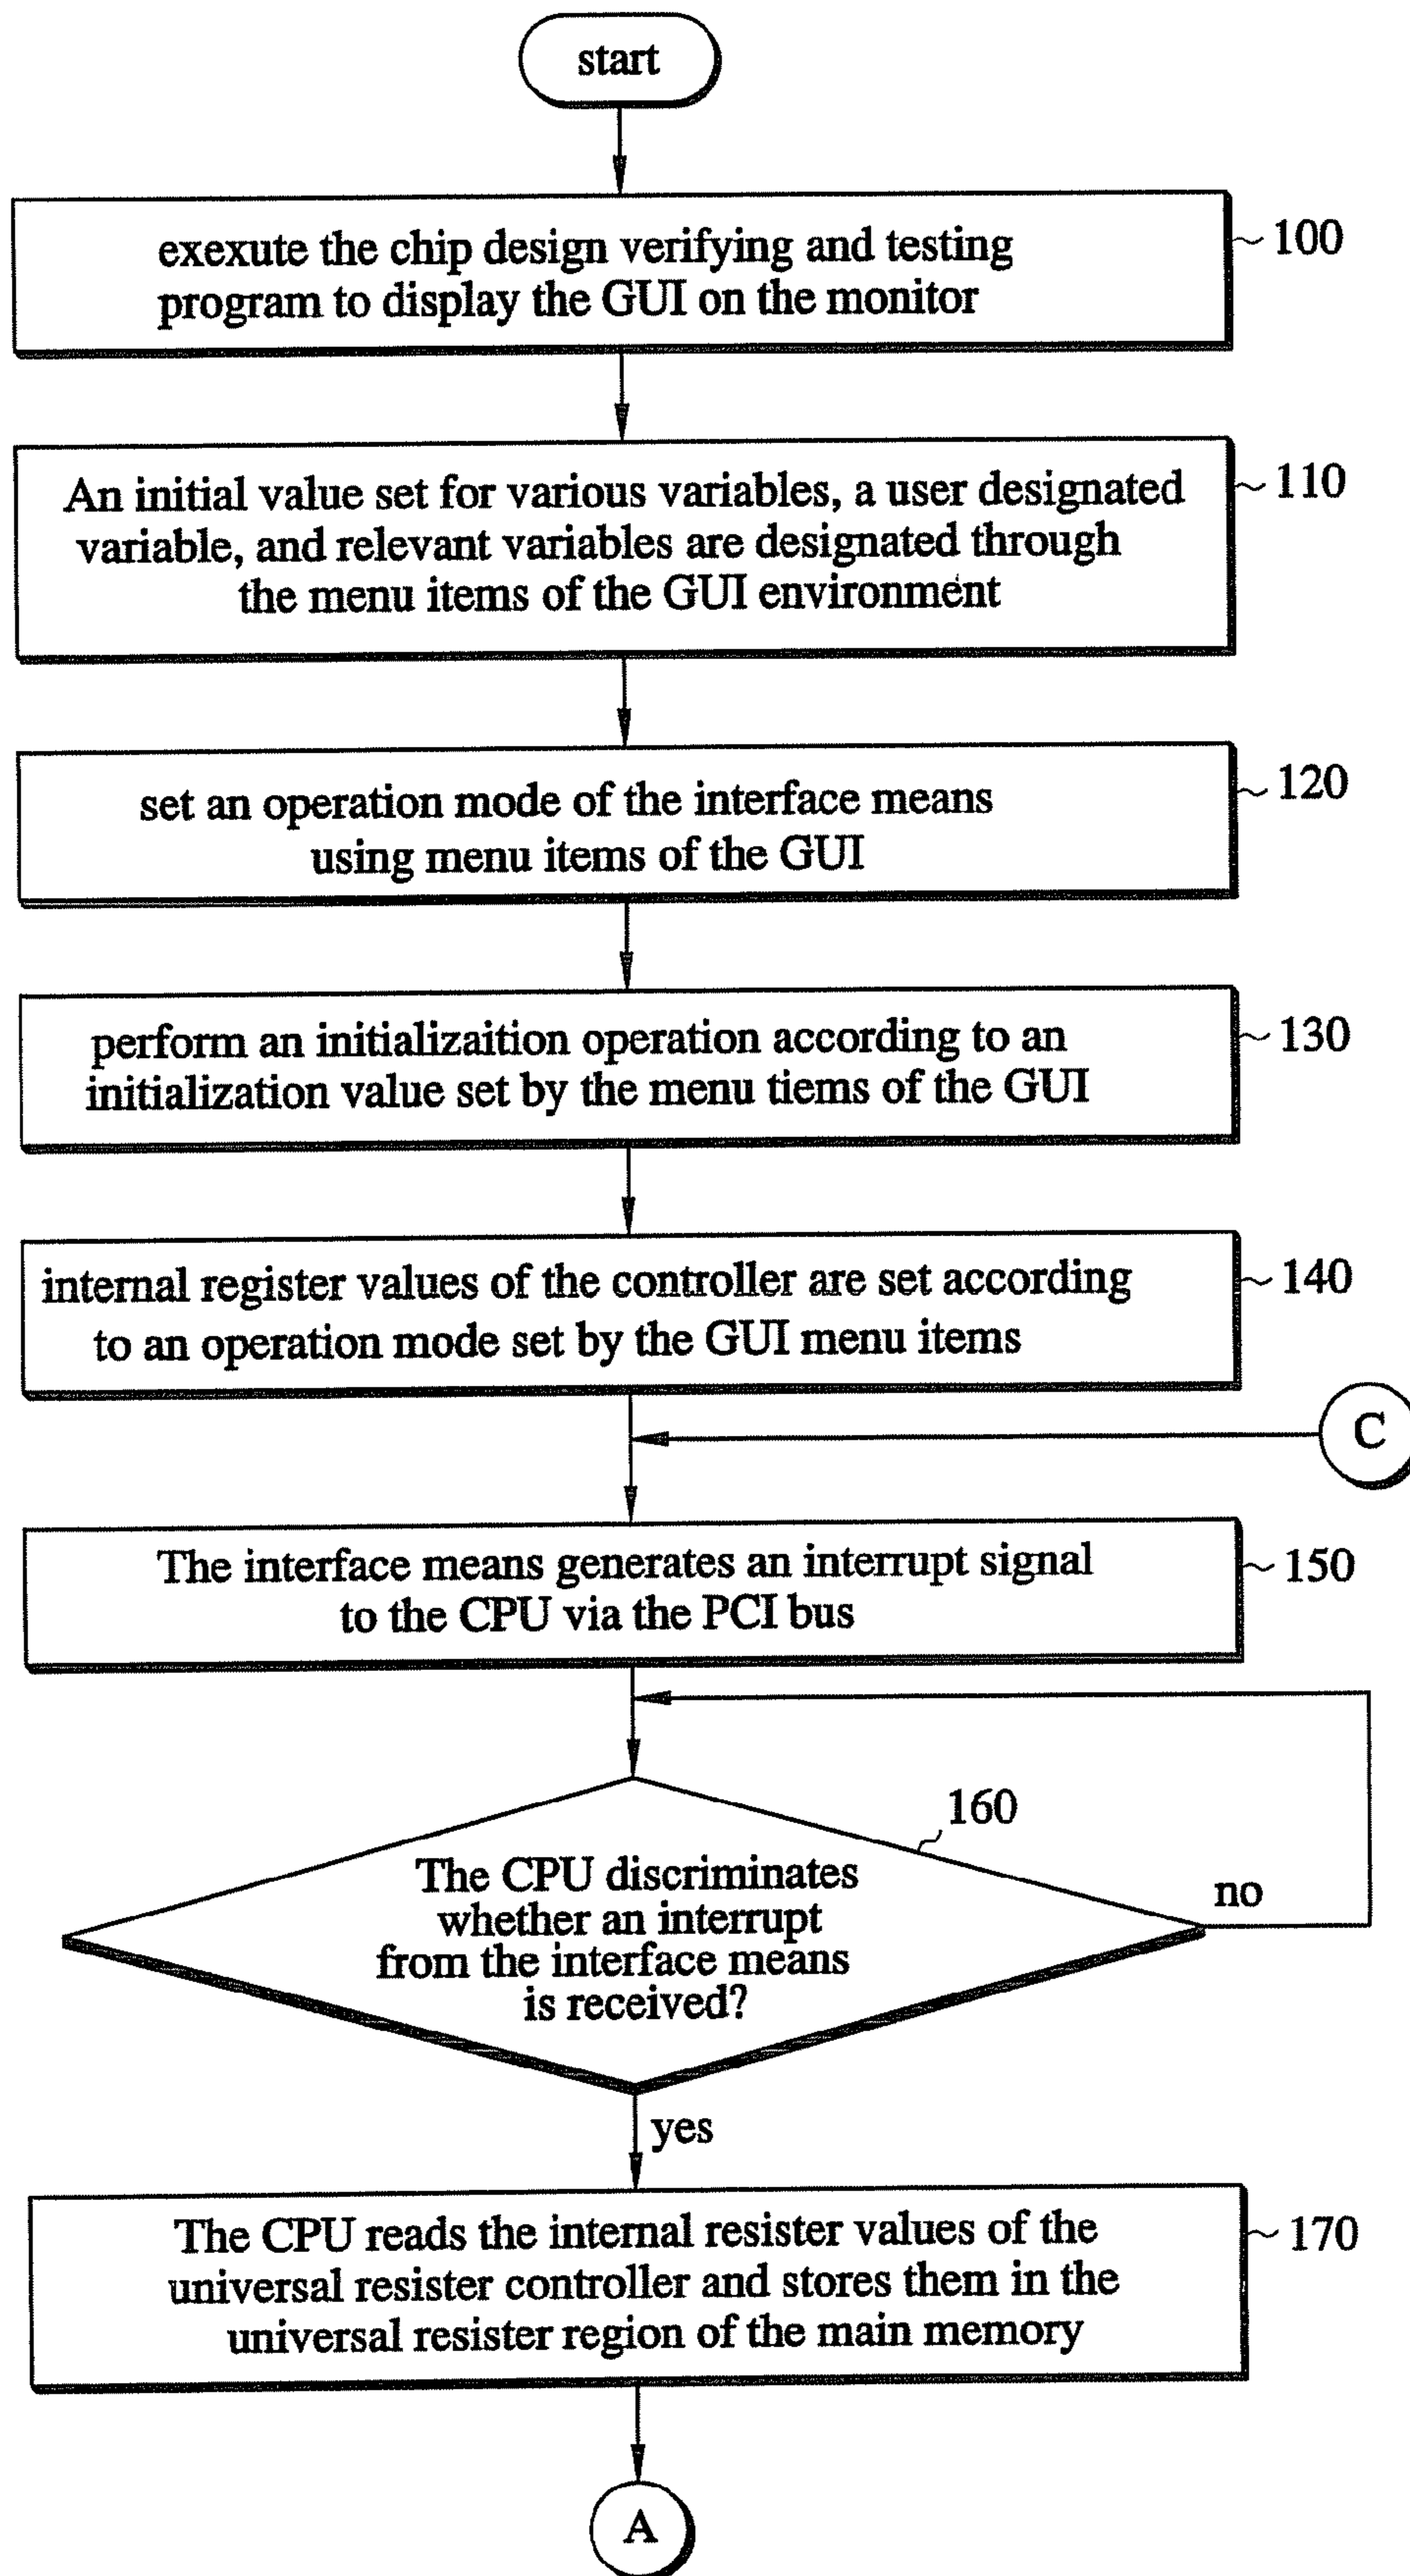 start
exexute the chip design verifying and testing
program to display the GUI on the monitor
100
An initial value set for various variables, a user designated
variable, and relevant variables are designated through
the menu items of the GUI environment
110
set an operation mode of the interface means
using menu items of the GUI
120
perform an initializaition operation according to an
initialization value set by the menu tiems of the GUI
130
internal register values of the controller are set according
to an operation mode set by the GUI menu items
140
C
The interface means generates an interrupt signal
to the CPU via the PCI bus
150
160
The CPU discriminates
whether an interrupt
from the interface means
is received?
no
yes
The CPU reads the internal resister values of the
universal resister controller and stores them in the
universal resister region of the main memory
170
A